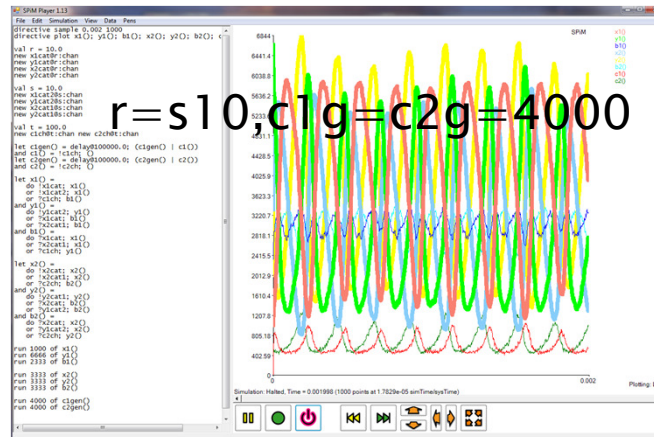 SPiM Player 1.13
File Edit Simulation View Data Pens
directive sample 0.002 1000
directive plot x1(); y1(); b1(); x2(); y2(); b2(); c
val r = 10.0
new x1cat@r:chan
new y1cat@r:chan
new x2cat@r:chan
new y2cat@r:chan
val s = 10.0
new x1cat2@s:chan
new y1cat2@s:chan
new x2cat1@s:chan
new y2cat1@s:chan
val t = 100.0
new c1ch@t:chan new c2ch@t:chan
let c1gen() = delay@100000.0; (c1gen() | c1())
and c1() = !c1ch; ()
let c2gen() = delay@100000.0; (c2gen() | c2())
and c2() = !c2ch; ()
let x1() =
do !x1cat; x1()
or !x1cat2; x1()
or ?c1ch; b1()
and y1() =
do !y1cat2; y1()
or ?x1cat; b1()
or ?x2cat1; b1()
and b1() =
do ?x1cat; x1()
or ?x2cat1; x1()
or ?c1ch; y1()
let x2() =
do !x2cat; x2()
or !x2cat1; x2()
or ?c2ch; b2()
and y2() =
do !y2cat1; y2()
or ?x2cat; b2()
or ?y1cat2; b2()
and b2() =
do ?x2cat; x2()
or ?y1cat2; x2()
or ?c2ch; y2()
run 1000 of x1()
run 6666 of y1()
run 2333 of b1()
run 3333 of x2()
run 3333 of y2()
run 3333 of b2()
run 4000 of c1gen()
run 4000 of c2gen()
r=s10,c1g=c2g=4000
SPiM
x1()
y1()
b1()
x2()
y2()
b2()
c1()
c2()
6844
6441.4
6038.8
5636.2
5233.6
4428.5
4025.9
3623.3
3220.7
2818.1
2415.5
2012.9
1610.4
1207.8
805.18
402.59
0
0
0.002
Plotting:
Simulation: Halted, Time = 0.001998 (1000 points at 1.7829e-05 simTime/sysTime)